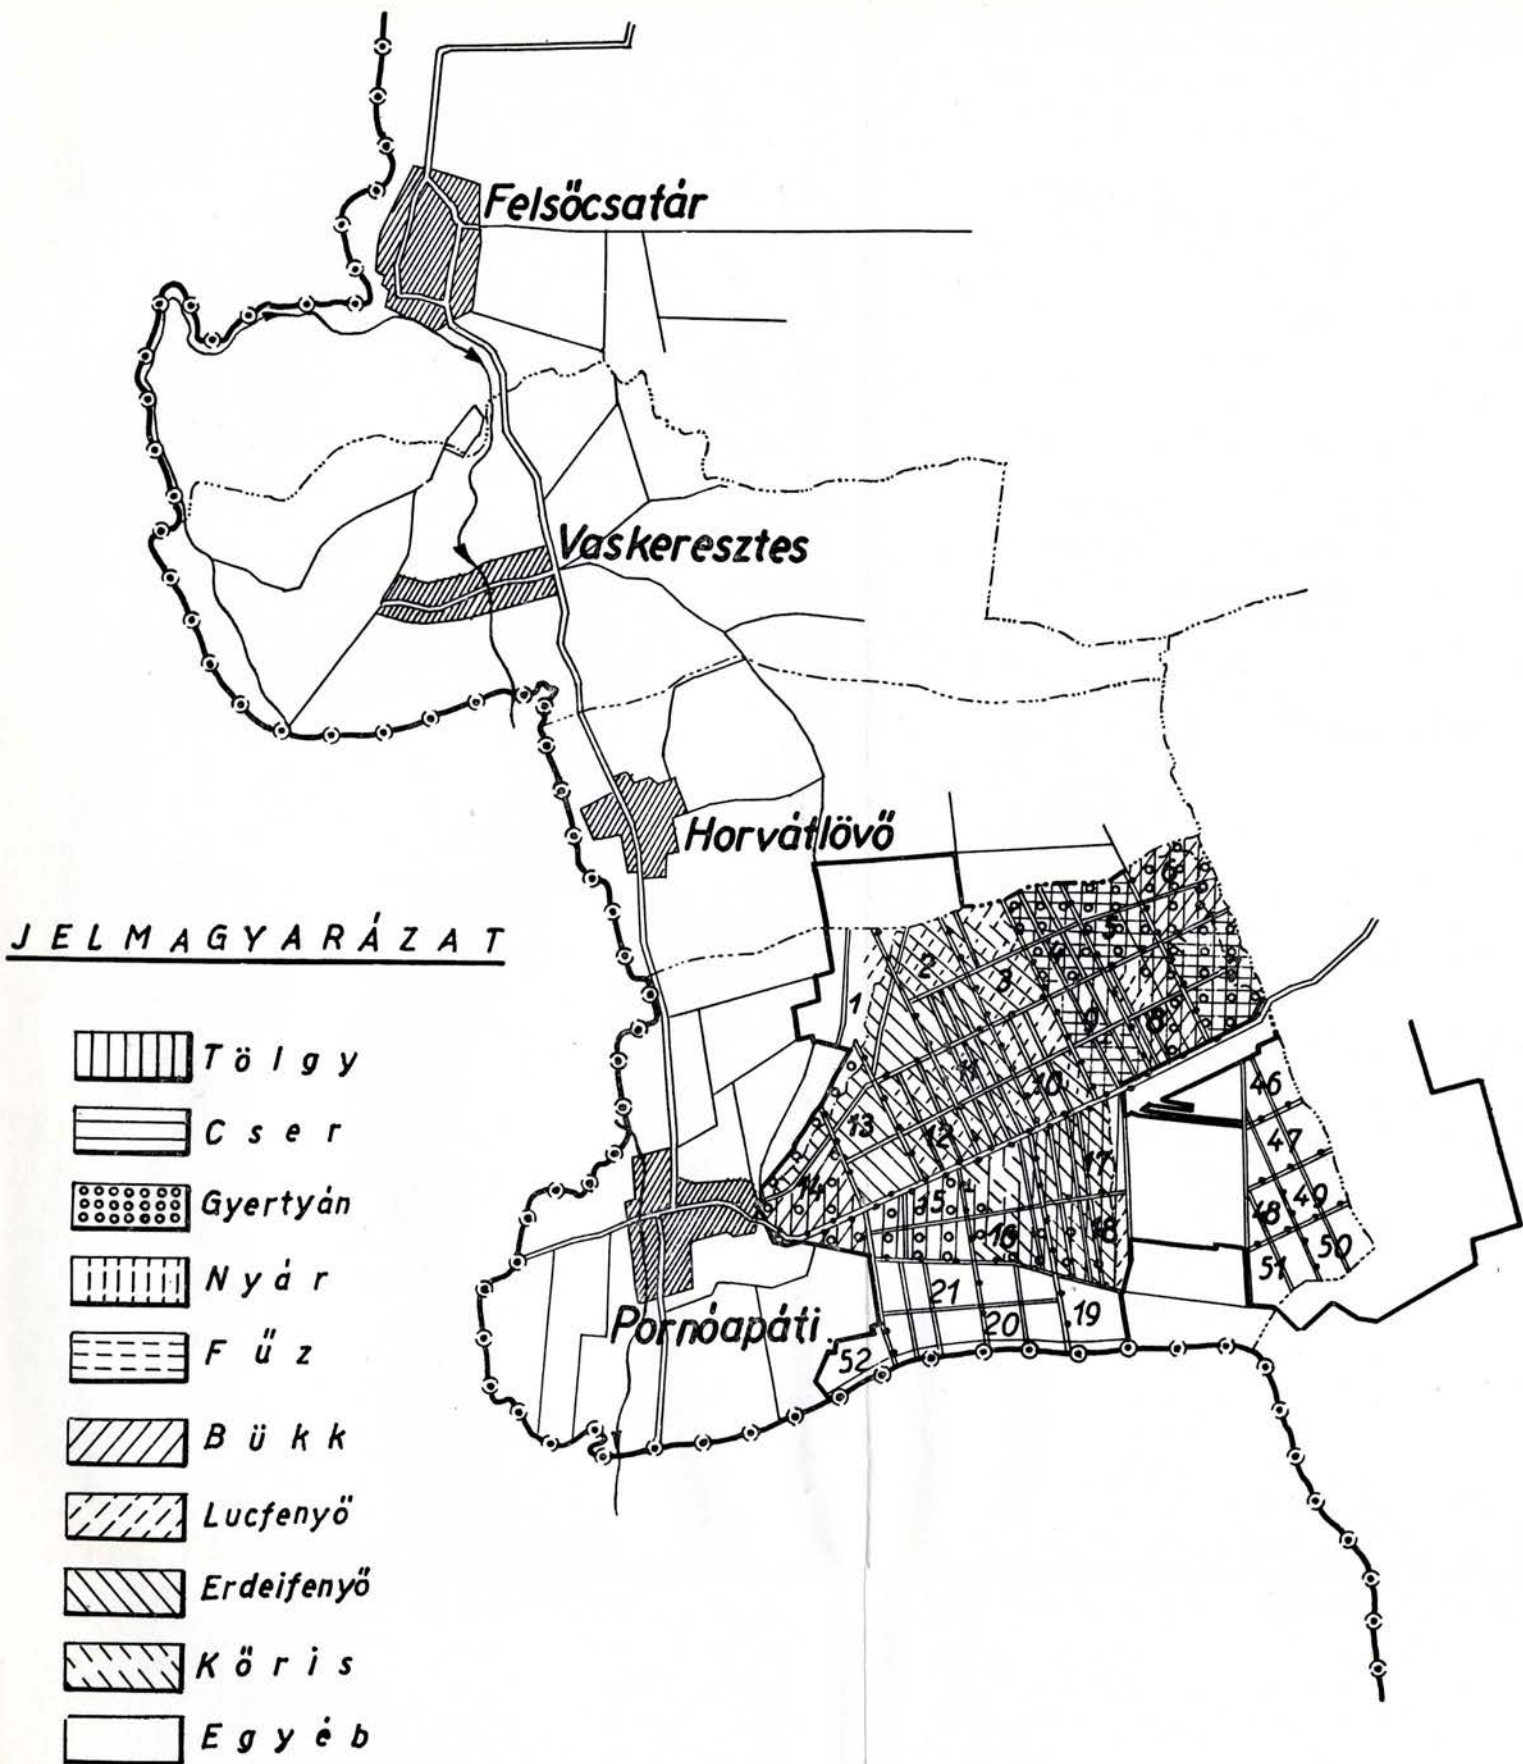 Felsőcsatár
Vaskeresztes
Horvátlövő
JELMAGYARÁZAT
Tölgy
Cser
Gyertyán
Nyár
Fűz
Bükk
Lucfenyő
Erdeifenyő
Kőris
Egyéb
Pornóapáti
6
5
4
3
2
1
9
8
11
10
13
12
14
15
16
17
18
46
47
48
49
50
51
21
20
19
52